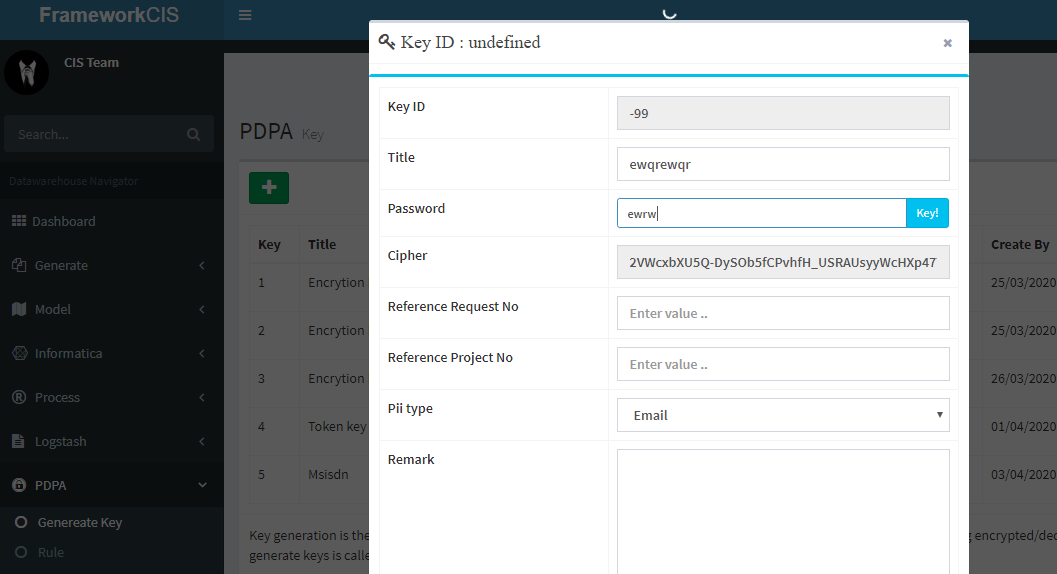 FrameworkCIS
CIS Team
Search...
Datawarehouse Navigator
Dashboard
Generate
Model
Informatica
Process
Logstash
PDPA
Genereate Key
Rule
PDPA Key
Key Title Create By
1 Encrytion 25/03/2020
2 Encrytion 25/03/2020
3 Encrytion 26/03/2020
4 Token key 01/04/2020
5 Msisdn 03/04/2020
Key generation is the g encrypted/dec
generate keys is calle
Key ID : undefined
×
Key ID -99
Title ewqrewqr
Password ewrw Key!
Cipher 2VWcxbXU5Q-DySOb5fCPvhfH_USRAUsyyWcHXp47
Reference Request No Enter value ..
Reference Project No Enter value ..
Pii type Email
Remark